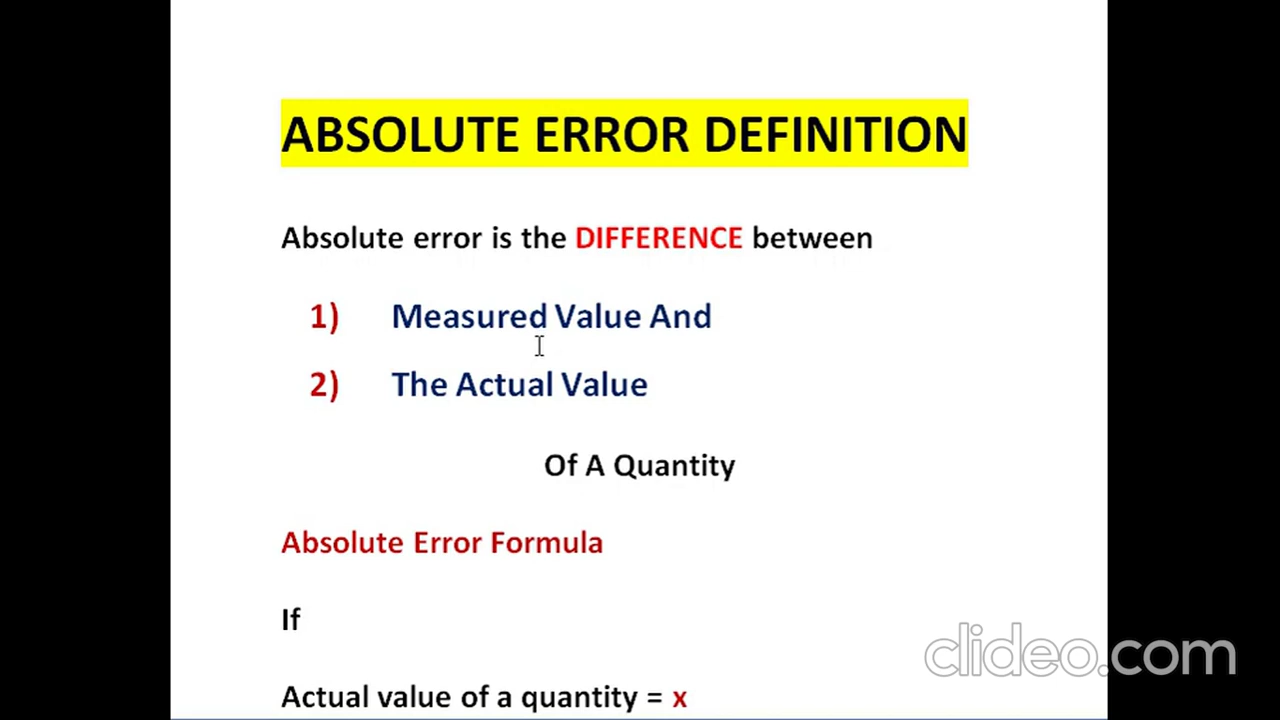 ABSOLUTE ERROR DEFINITION
Absolute error is the DIFFERENCE between
1) Measured Value And
2) The Actual Value
Of A Quantity
Absolute Error Formula
If
Actual value of a quantity = x
clideo.com